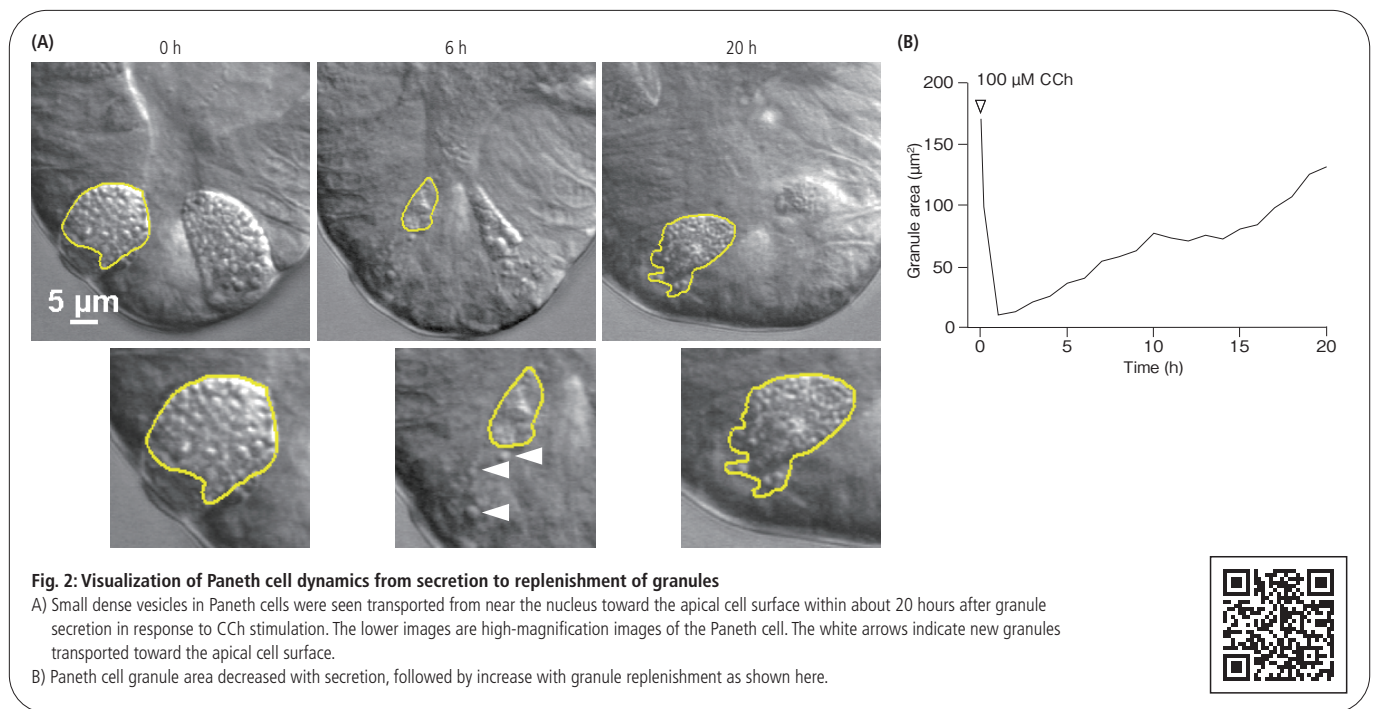 (A)
0 h
6 h
20 h
5 µm
(B)
100 µM CCh
Granule area (µm²)
200
150
100
50
0
0
5
10
15
20
Time (h)
Fig. 2: Visualization of Paneth cell dynamics from secretion to replenishment of granules
A) Small dense vesicles in Paneth cells were seen transported from near the nucleus toward the apical cell surface within about 20 hours after granule
secretion in response to CCh stimulation. The lower images are high-magnification images of the Paneth cell. The white arrows indicate new granules
transported toward the apical cell surface.
B) Paneth cell granule area decreased with secretion, followed by increase with granule replenishment as shown here.